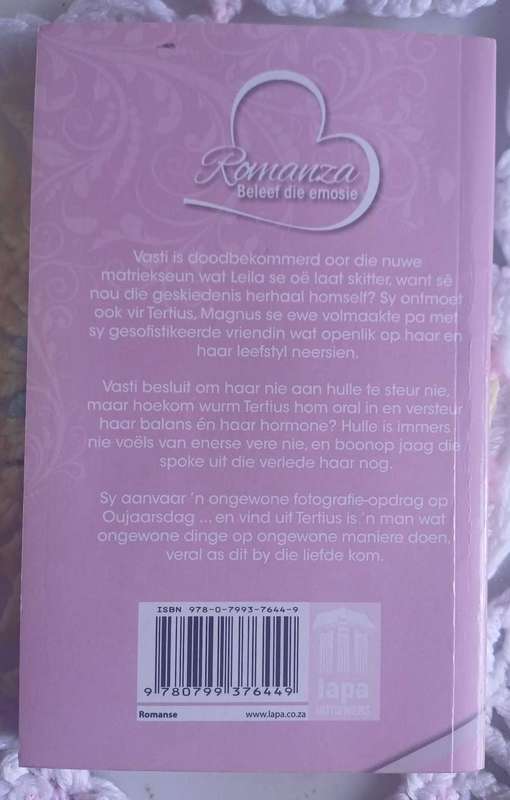 Romanza
Beleef die emosie
Vasti is doodbekommerd oor die nuwe
matriekseun wat Leila se oë laat skitter, want sê
nou die geskiedenis herhaal homself? Sy ontmoet
ook vir Tertius, Magnus se ewe volmaakte pa met
sy gesofistikeerde vriendin wat openlik op haar en
haar leefstyl neersien.
Vasti besluit om haar nie aan hulle te steur nie,
maar hoekom wurm Tertius hom oral in en versteur
haar balans én haar hormone? Hulle is immers
nie voëls van enerse vere nie, en boonop jaag die
spoke uit die verlede haar nog.
Sy aanvaar 'n ongewone fotografie-opdrag op
Oujaarsdag ... en vind uit Tertius is 'n man wat
ongewone dinge op ongewone maniere doen,
veral as dit by die liefde kom.
ISBN 978-0-7993-7644-9
9 780799 376449
Romanse www.lapa.co.za
lapa
UITGEWERS